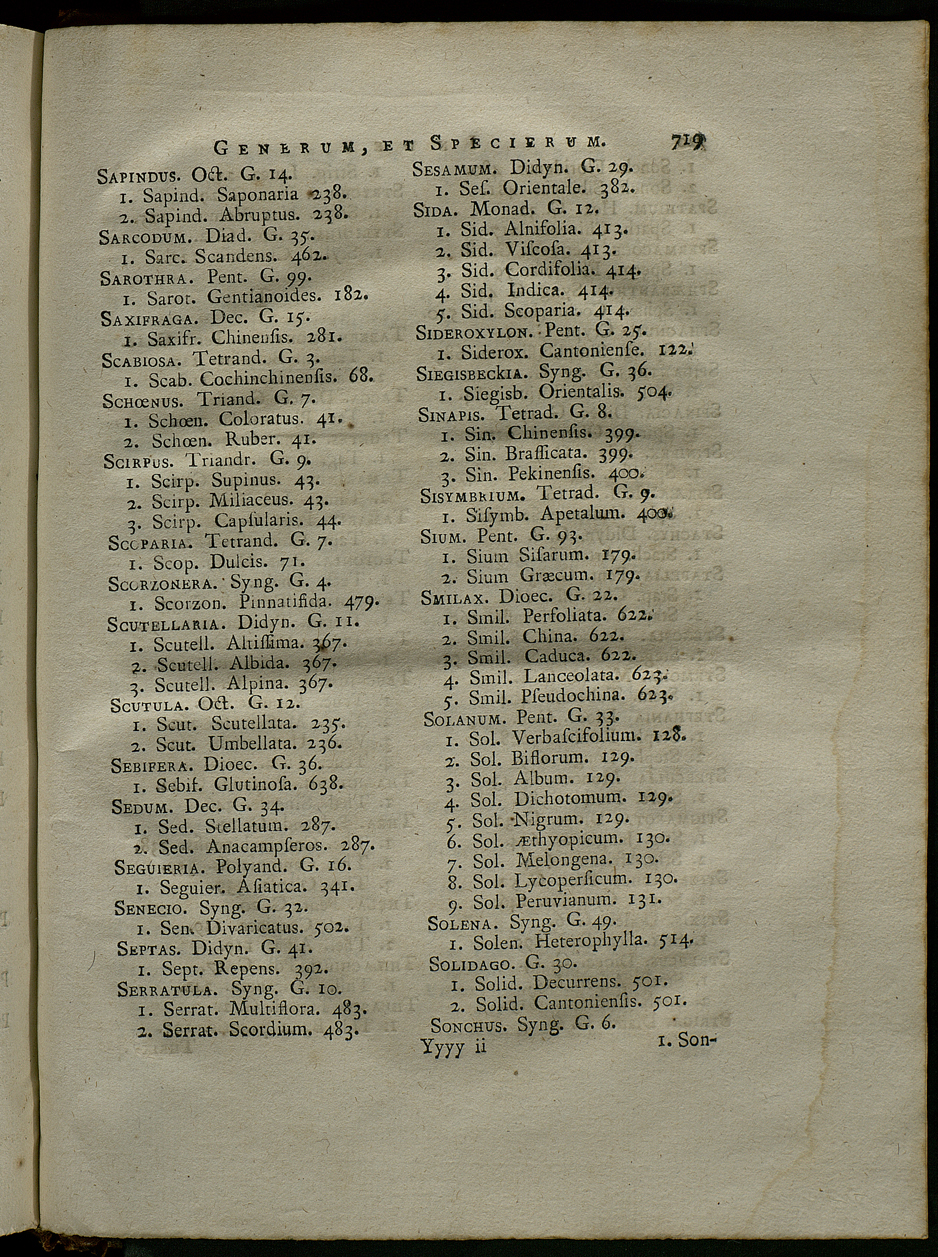 GENERUM, ET SPECIERUM. 719
SAPINDUS. Oct. G. 14.
1. Sapind. Saponaria 238.
2. Sapind. Abruptus. 238.
SARCODUM. Diad. G. 35.
1. Sarc. Scandens. 462.
SAROTHRA. Pent. G. 99.
1. Sarot. Gentianoides. 182.
SAXIFRAGA. Dec. G. 15.
1. Saxifr. Chinenſis. 281.
SCABIOSA. Tetrand. G. 3.
1. Scab. Cochinchinenſis. 68.
SCHŒNUS. Triand. G. 7.
1. Schœn. Coloratus. 41.
2. Schœn. Ruber. 41.
SCIRPUS. Triandr. G. 9.
1. Scirp. Supinus. 43.
2. Scirp. Miliaceus. 43.
3. Scirp. Capſularis. 44.
SCOPARIA. Tetrand. G. 7.
1. Scop. Dulcis. 71.
SCORZONERA. Syng. G. 4.
1. Scorzon. Pinnatifida. 479.
SCUTELLARIA. Didyn. G. 11.
1. Scutell. Altiſſima. 367.
2. Scutell. Albida. 367.
3. Scutell. Alpina. 367.
SCUTULA. Oct. G. 12.
1. Scut. Scutellata. 235.
2. Scut. Umbellata. 236.
SEBIFERA. Dioec. G. 36.
1. Sebif. Glutinoſa. 638.
SEDUM. Dec. G. 34.
1. Sed. Stellatum. 287.
2. Sed. Anacampſeros. 287.
SEGUIERIA. Polyand. G. 16.
1. Seguier. Aſiatica. 341.
SENECIO. Syng. G. 32.
1. Sen. Divaricatus. 502.
SEPTAS. Didyn. G. 41.
1. Sept. Repens. 392.
SERRATULA. Syng. G. 10.
1. Serrat. Multiflora. 483.
2. Serrat. Scordium. 483.
SESAMUM. Didyn. G. 29.
1. Seſ. Orientale. 382.
SIDA. Monad. G. 12.
1. Sid. Alnifolia. 413.
2. Sid. Viſcoſa. 413.
3. Sid. Cordifolia. 414.
4. Sid. Indica. 414.
5. Sid. Scoparia. 414.
SIDEROXYLON. Pent. G. 25.
1. Siderox. Cantonienſe. 122.
SIEGISBECKIA. Syng. G. 36.
1. Siegisb. Orientalis. 504.
SINAPIS. Tetrad. G. 8.
1. Sin. Chinenſis. 399.
2. Sin. Braſſicata. 399.
3. Sin. Pekinenſis. 400.
SISYMBRIUM. Tetrad. G. 9.
1. Siſymb. Apetalum. 400.
SIUM. Pent. G. 93.
1. Sium Siſarum. 179.
2. Sium Græcum. 179.
SMILAX. Dioec. G. 22.
1. Smil. Perfoliata. 622.
2. Smil. China. 622.
3. Smil. Caduca. 622.
4. Smil. Lanceolata. 623.
5. Smil. Pſeudochina. 623.
SOLANUM. Pent. G. 33.
1. Sol. Verbaſcifolium. 128.
2. Sol. Biflorum. 129.
3. Sol. Album. 129.
4. Sol. Dichotomum. 129.
5. Sol. Nigrum. 129.
6. Sol. Æthyopicum. 130.
7. Sol. Melongena. 130.
8. Sol. Lycoperſicum. 130.
9. Sol. Peruvianum. 131.
SOLENA. Syng. G. 49.
1. Solen. Heterophylla. 514.
SOLIDAGO. G. 30.
1. Solid. Decurrens. 501.
2. Solid. Cantonienſis. 501.
SONCHUS. Syng. G. 6.
Yyyy ii 1. Son-